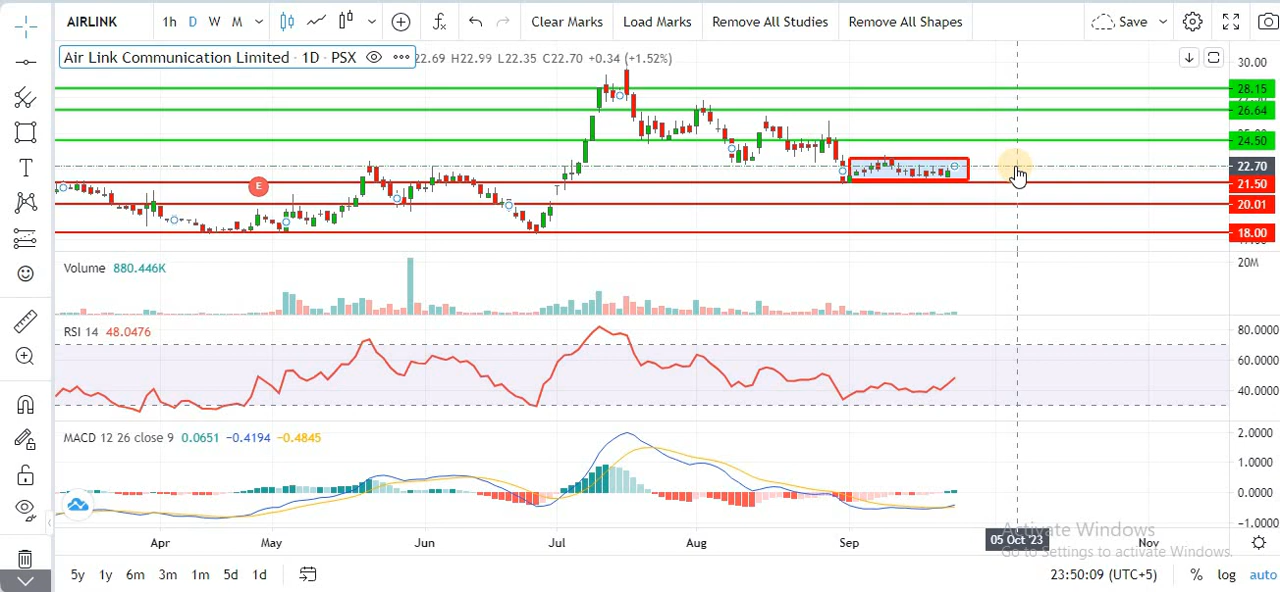 AIRLINK 1h D W M Clear Marks Load Marks Remove All Studies Remove All Shapes Save
Air Link Communication Limited · 1D · PSX 22.69 H22.99 L22.35 C22.70 +0.34 (+1.52%)
30.00
28.15
26.64
24.50
22.70
21.50
20.01
18.00
E
Volume 880.446K
20M
RSI 14 48.0476
80.0000
60.0000
40.0000
MACD 12 26 close 9 0.0651 −0.4194 −0.4845
2.0000
1.0000
0.0000
−1.0000
Activate Windows
Go to Settings to activate Windows.
Apr May Jun Jul Aug Sep 05 Oct '23 Nov
5y 1y 6m 3m 1m 5d 1d 23:50:09 (UTC+5) % log auto